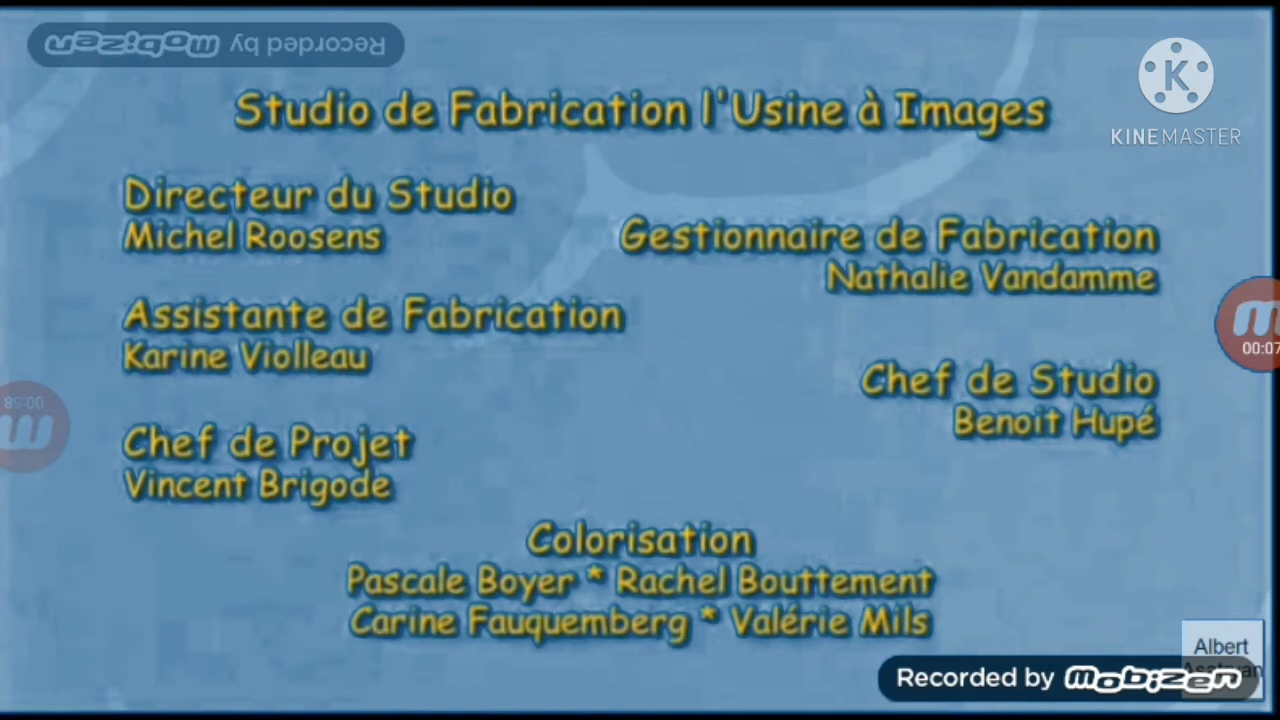 Recorded by mobizen
KINEMASTER
Studio de Fabrication l'Usine à Images
Directeur du Studio
Michel Roosens
Gestionnaire de Fabrication
Nathalie Vandamme
Assistante de Fabrication
Karine Violleau
00:07
Chef de Studio
Benoit Hupé
00:58
Chef de Projet
Vincent Brigode
Colorisation
Pascale Boyer * Rachel Bouttement
Carine Fauquemberg * Valérie Mils
Albert
Recorded by mobizen